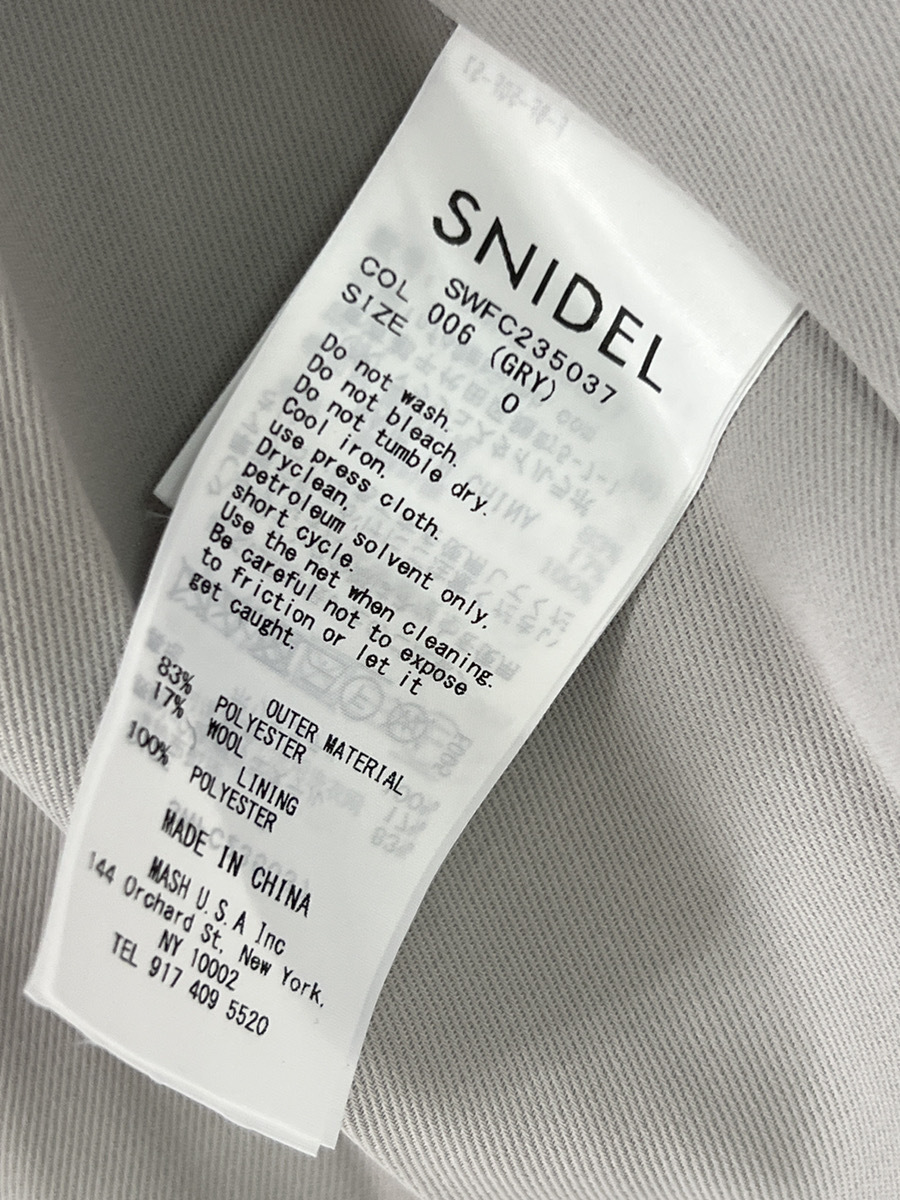 SNIDEL
SWFC235037
COL 006 (GRY)
SIZE 0
Do not wash.
Do not bleach.
Do not tumble dry.
Cool iron,
use press cloth.
Dryclean,
petroleum solvent only,
short cycle.
Use the net when cleaning.
Be careful not to expose
to friction or let it
get caught.
OUTER MATERIAL
83% POLYESTER
17% WOOL
LINING
100% POLYESTER
MADE IN CHINA
MASH U.S.A Inc
144 Orchard St, New York,
NY 10002
TEL 917 409 5520